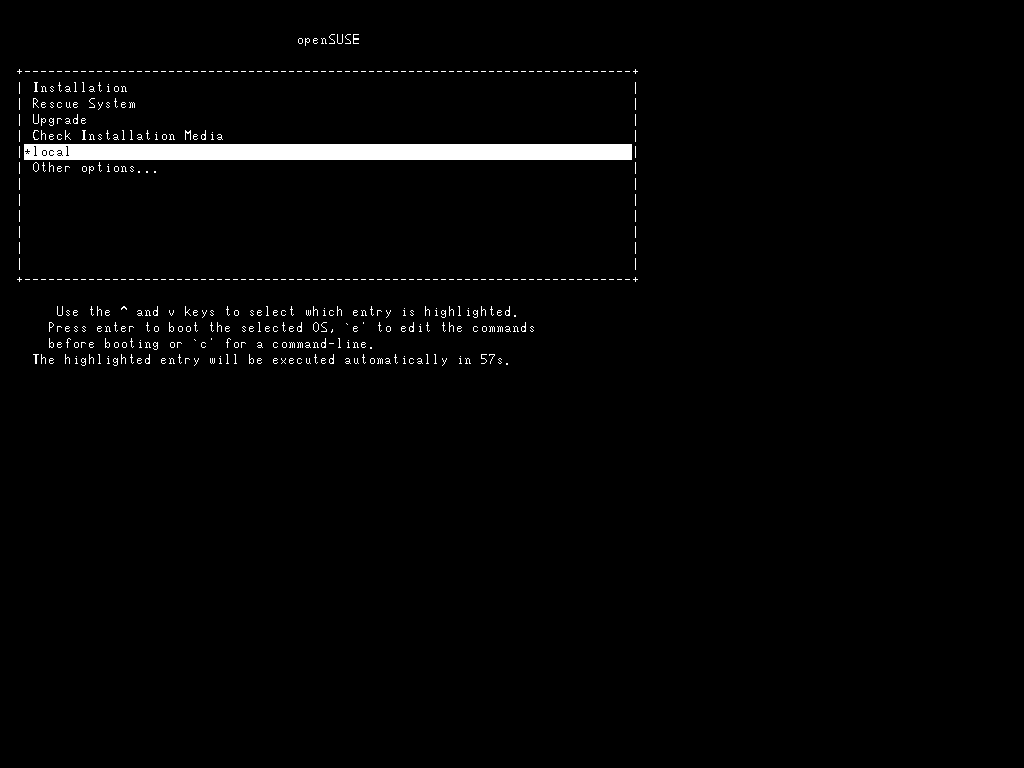 openSUSE
Installation
Rescue System
Upgrade
Check Installation Media
*local
Other options...
Use the ^ and v keys to select which entry is highlighted.
Press enter to boot the selected OS, `e' to edit the commands
before booting or `c' for a command-line.
The highlighted entry will be executed automatically in 57s.